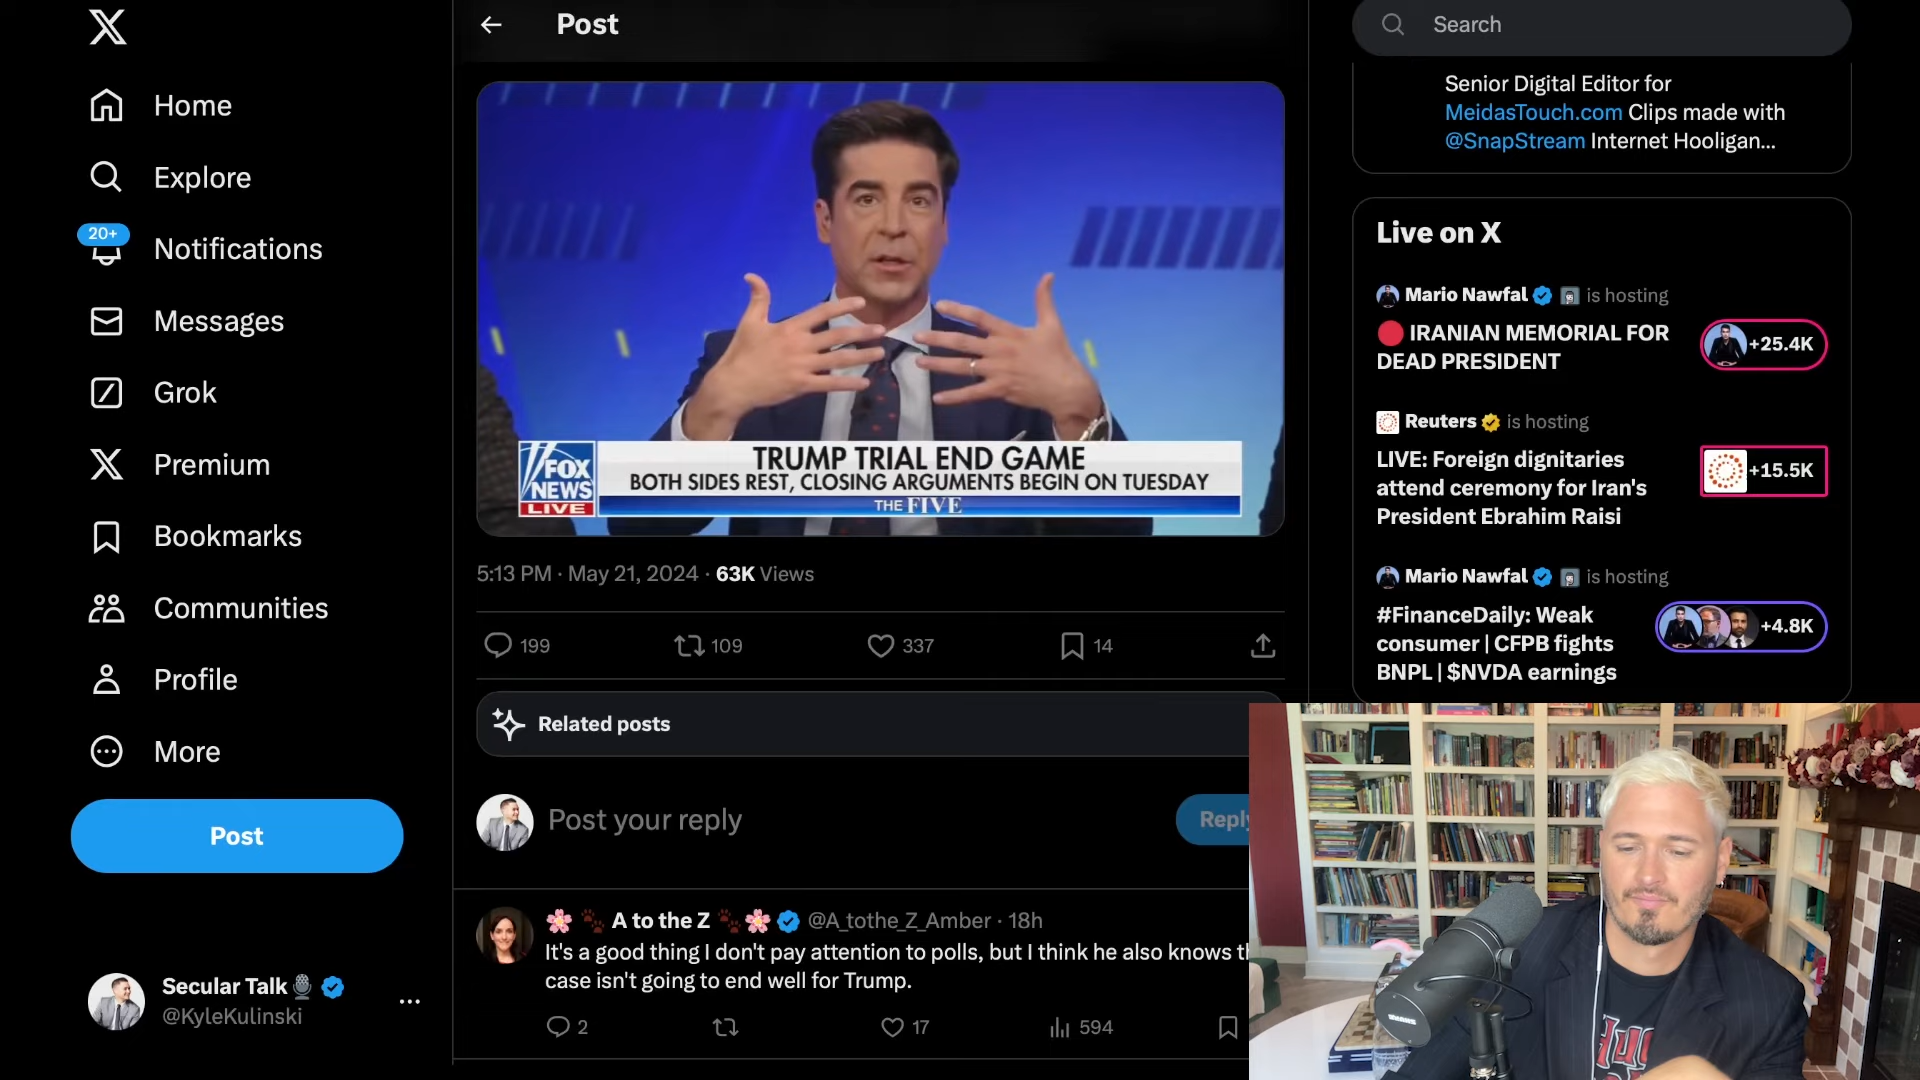 Home
Explore
20+
Notifications
Messages
Grok
Premium
Bookmarks
Communities
Profile
More
Post
Secular Talk
@KyleKulinski
Post
FOX
NEWS
LIVE
TRUMP TRIAL END GAME
BOTH SIDES REST, CLOSING ARGUMENTS BEGIN ON TUESDAY
THE FIVE
5:13 PM · May 21, 2024 · 63K Views
199
109
337
14
Related posts
Post your reply
Reply
A to the Z
@A_tothe_Z_Amber · 18h
It's a good thing I don't pay attention to polls, but I think he also knows
case isn't going to end well for Trump.
2
17
594
Search
Senior Digital Editor for
MeidasTouch.com Clips made with
@SnapStream Internet Hooligan...
Live on X
Mario Nawfal is hosting
IRANIAN MEMORIAL FOR
DEAD PRESIDENT
+25.4K
Reuters is hosting
LIVE: Foreign dignitaries
attend ceremony for Iran's
President Ebrahim Raisi
+15.5K
Mario Nawfal is hosting
#FinanceDaily: Weak
consumer | CFPB fights
BNPL | $NVDA earnings
+4.8K